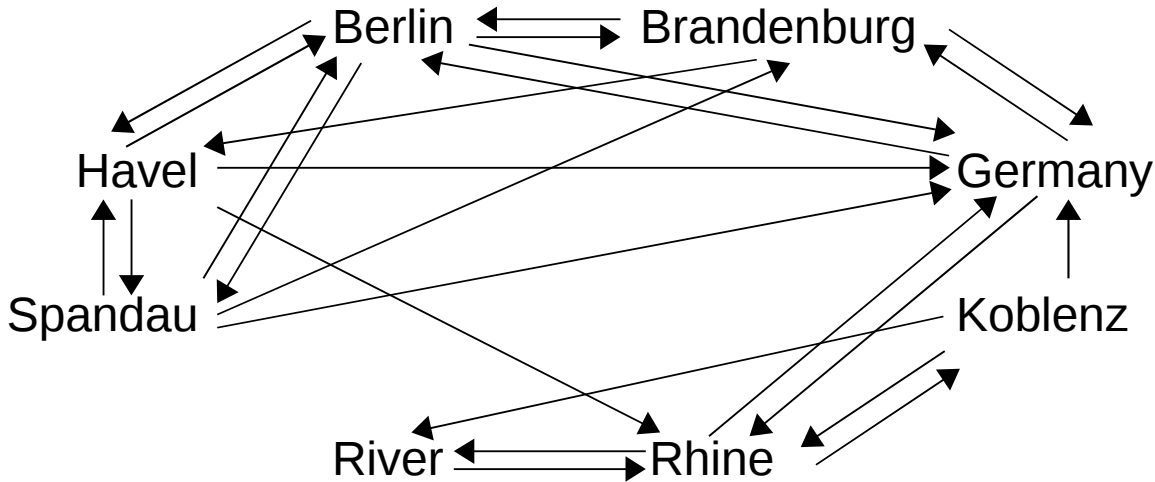 Berlin
Brandenburg
Havel
Germany
Spandau
Koblenz
River
Rhine